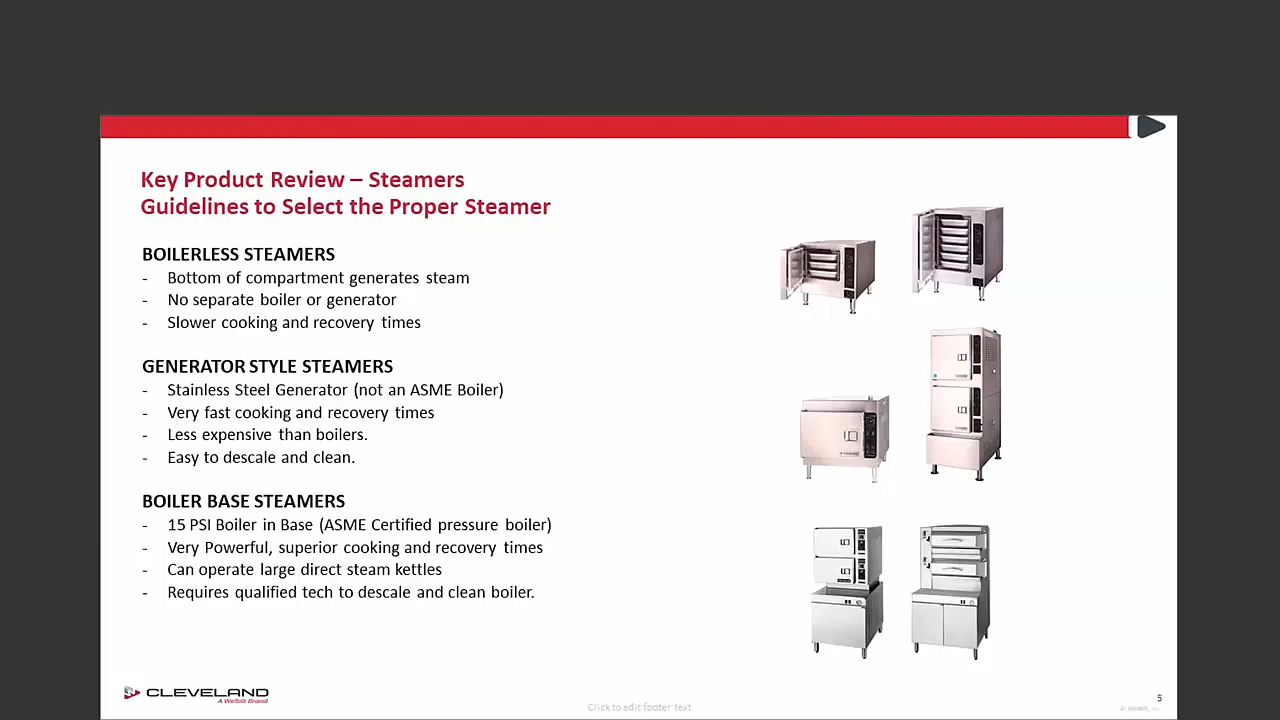 Key Product Review – Steamers
Guidelines to Select the Proper Steamer
BOILERLESS STEAMERS
- Bottom of compartment generates steam
- No separate boiler or generator
- Slower cooking and recovery times
GENERATOR STYLE STEAMERS
- Stainless Steel Generator (not an ASME Boiler)
- Very fast cooking and recovery times
- Less expensive than boilers.
- Easy to descale and clean.
BOILER BASE STEAMERS
- 15 PSI Boiler in Base (ASME Certified pressure boiler)
- Very Powerful, superior cooking and recovery times
- Can operate large direct steam kettles
- Requires qualified tech to descale and clean boiler.
CLEVELAND
A Welbilt Brand
Click to edit footer text
5